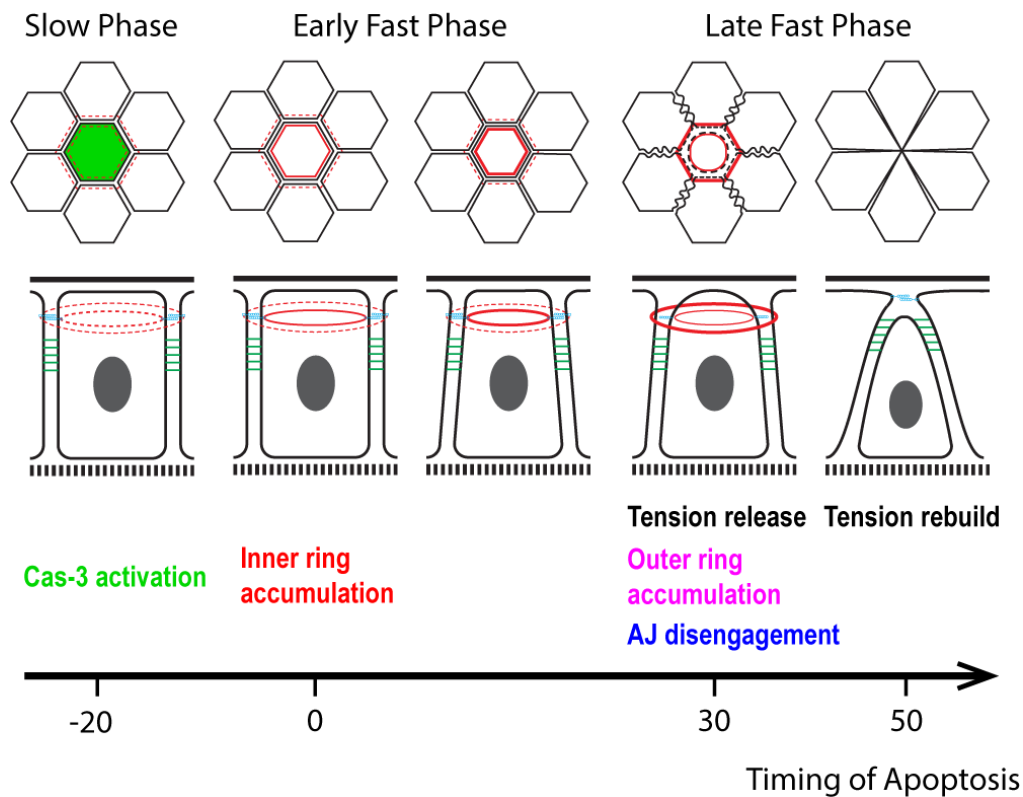 Slow Phase
Early Fast Phase
Late Fast Phase
Tension release
Tension rebuild
Cas-3 activation
Inner ring
accumulation
Outer ring
accumulation
AJ disengagement
-20
0
30
50
Timing of Apoptosis